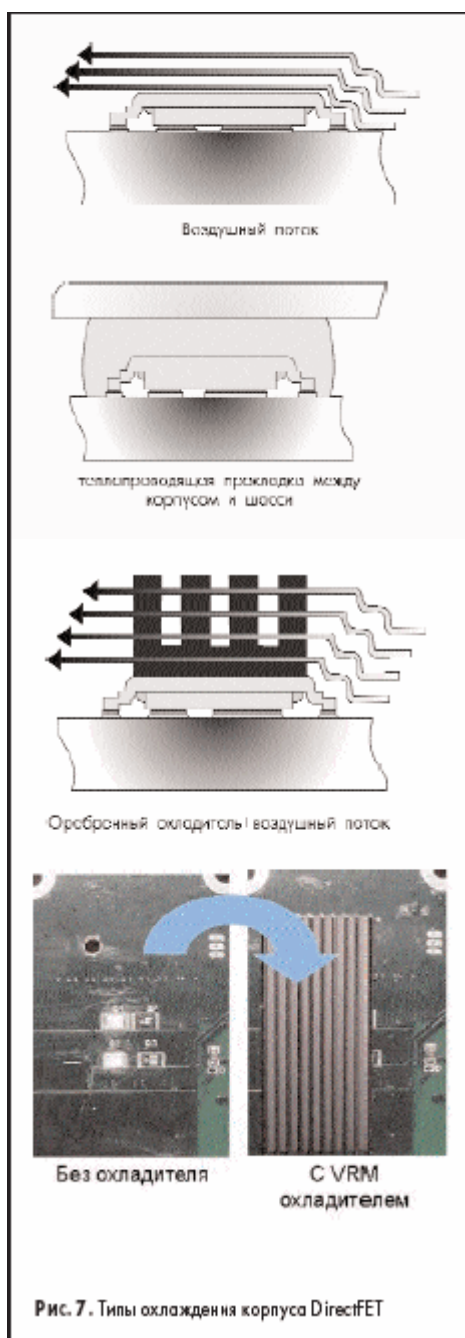 Воздушный поток
теплопроводящая прокладка между
корпусом и шасси
Оребренный охладитель+воздушный поток
Без охладителя
С VRM
охладителем
Рис. 7. Типы охлаждения корпуса DirectFET